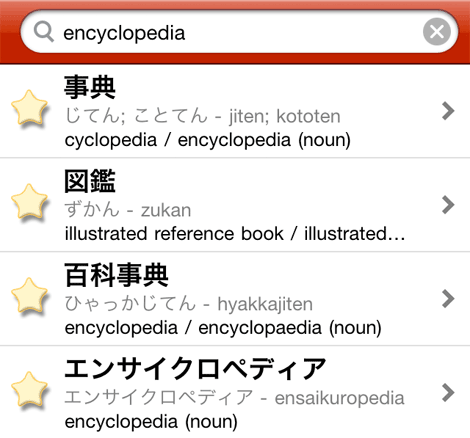 encyclopedia
事典
じてん; ことてん - jiten; kototen
cyclopedia / encyclopedia (noun)
図鑑
ずかん - zukan
illustrated reference book / illustrated…
百科事典
ひゃっかじてん - hyakkajiten
encyclopedia / encyclopaedia (noun)
エンサイクロペディア
エンサイクロペディア - ensaikuropedia
encyclopedia (noun)